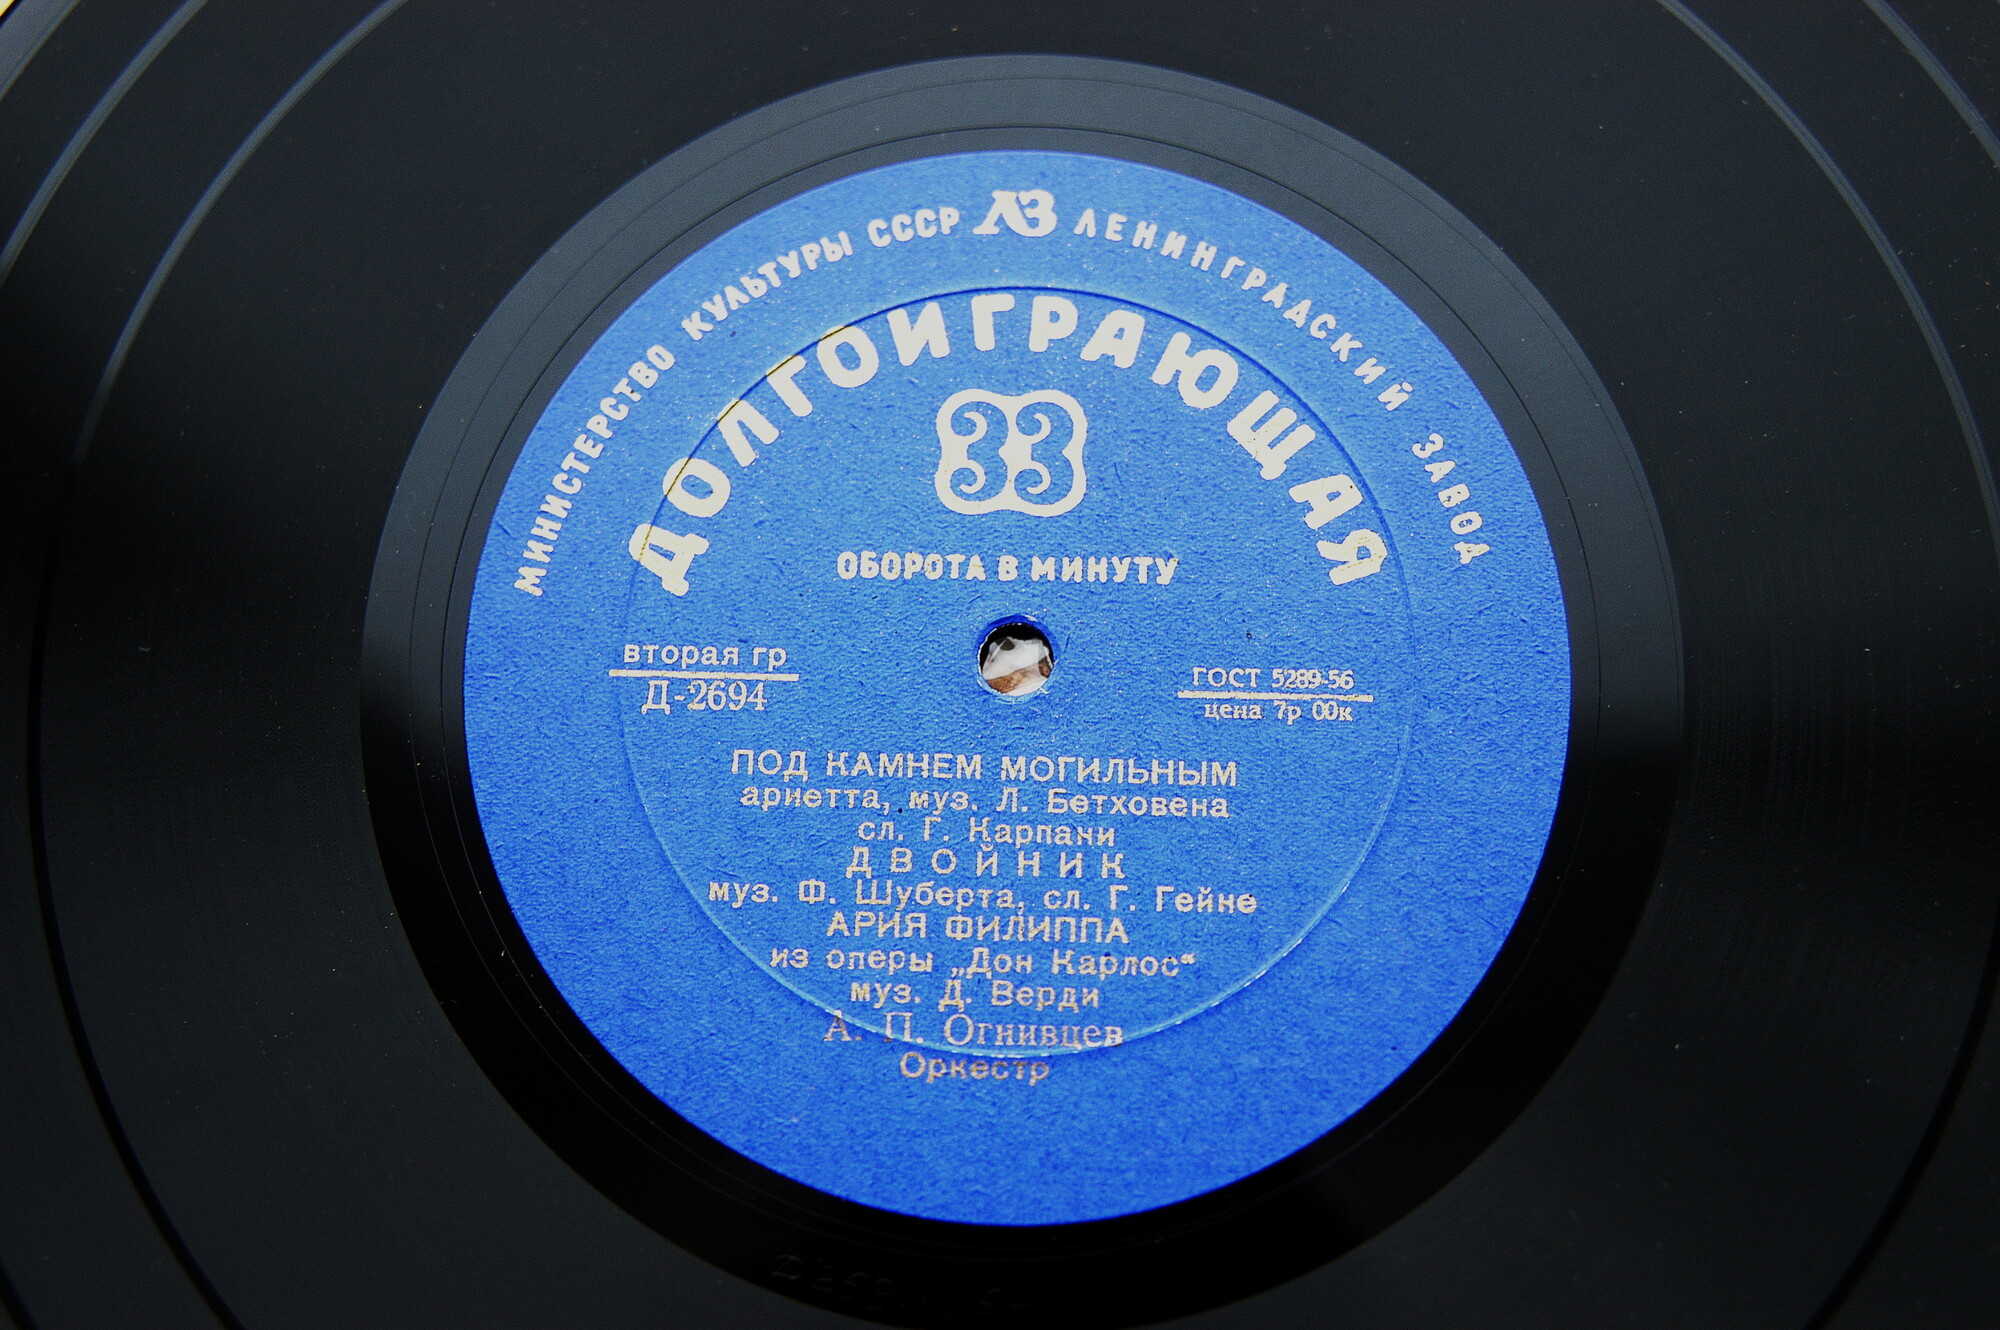 МИНИСТЕРСТВО КУЛЬТУРЫ СССР ЛЗ ЛЕНИНГРАДСКИЙ ЗАВОД
ДОЛГОИГРАЮЩАЯ
33
ОБОРОТА В МИНУТУ
вторая гр
Д-2694
ГОСТ 5289-56
цена 7р 00к
ПОД КАМНЕМ МОГИЛЬНЫМ
ариетта, муз. Л. Бетховена
сл. Г. Карпани
ДВОЙНИК
муз. Ф. Шуберта, сл. Г. Гейне
АРИЯ ФИЛИППА
из оперы „Дон Карлос“
муз. Д. Верди
А. П. Огнивцев
Оркестр